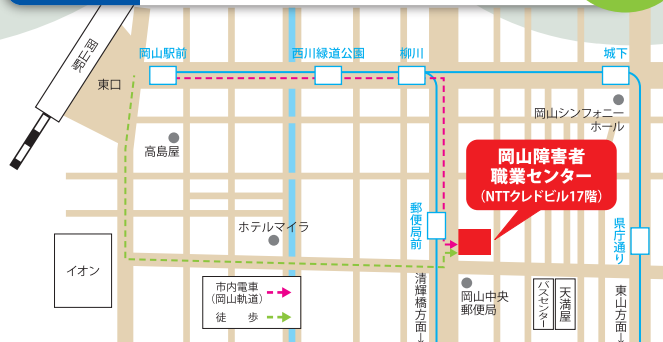 岡山駅
東口
岡山駅前
西川緑道公園
柳川
城下
岡山シンフォニー
ホール
高島屋
岡山障害者
職業センター
(NTTクレドビル17階)
ホテルマイラ
郵便局前
県庁通り
イオン
市内電車
(岡山軌道)
徒 歩
清輝橋方面→
岡山中央
郵便局
バスセンター
天満屋
東山方面→